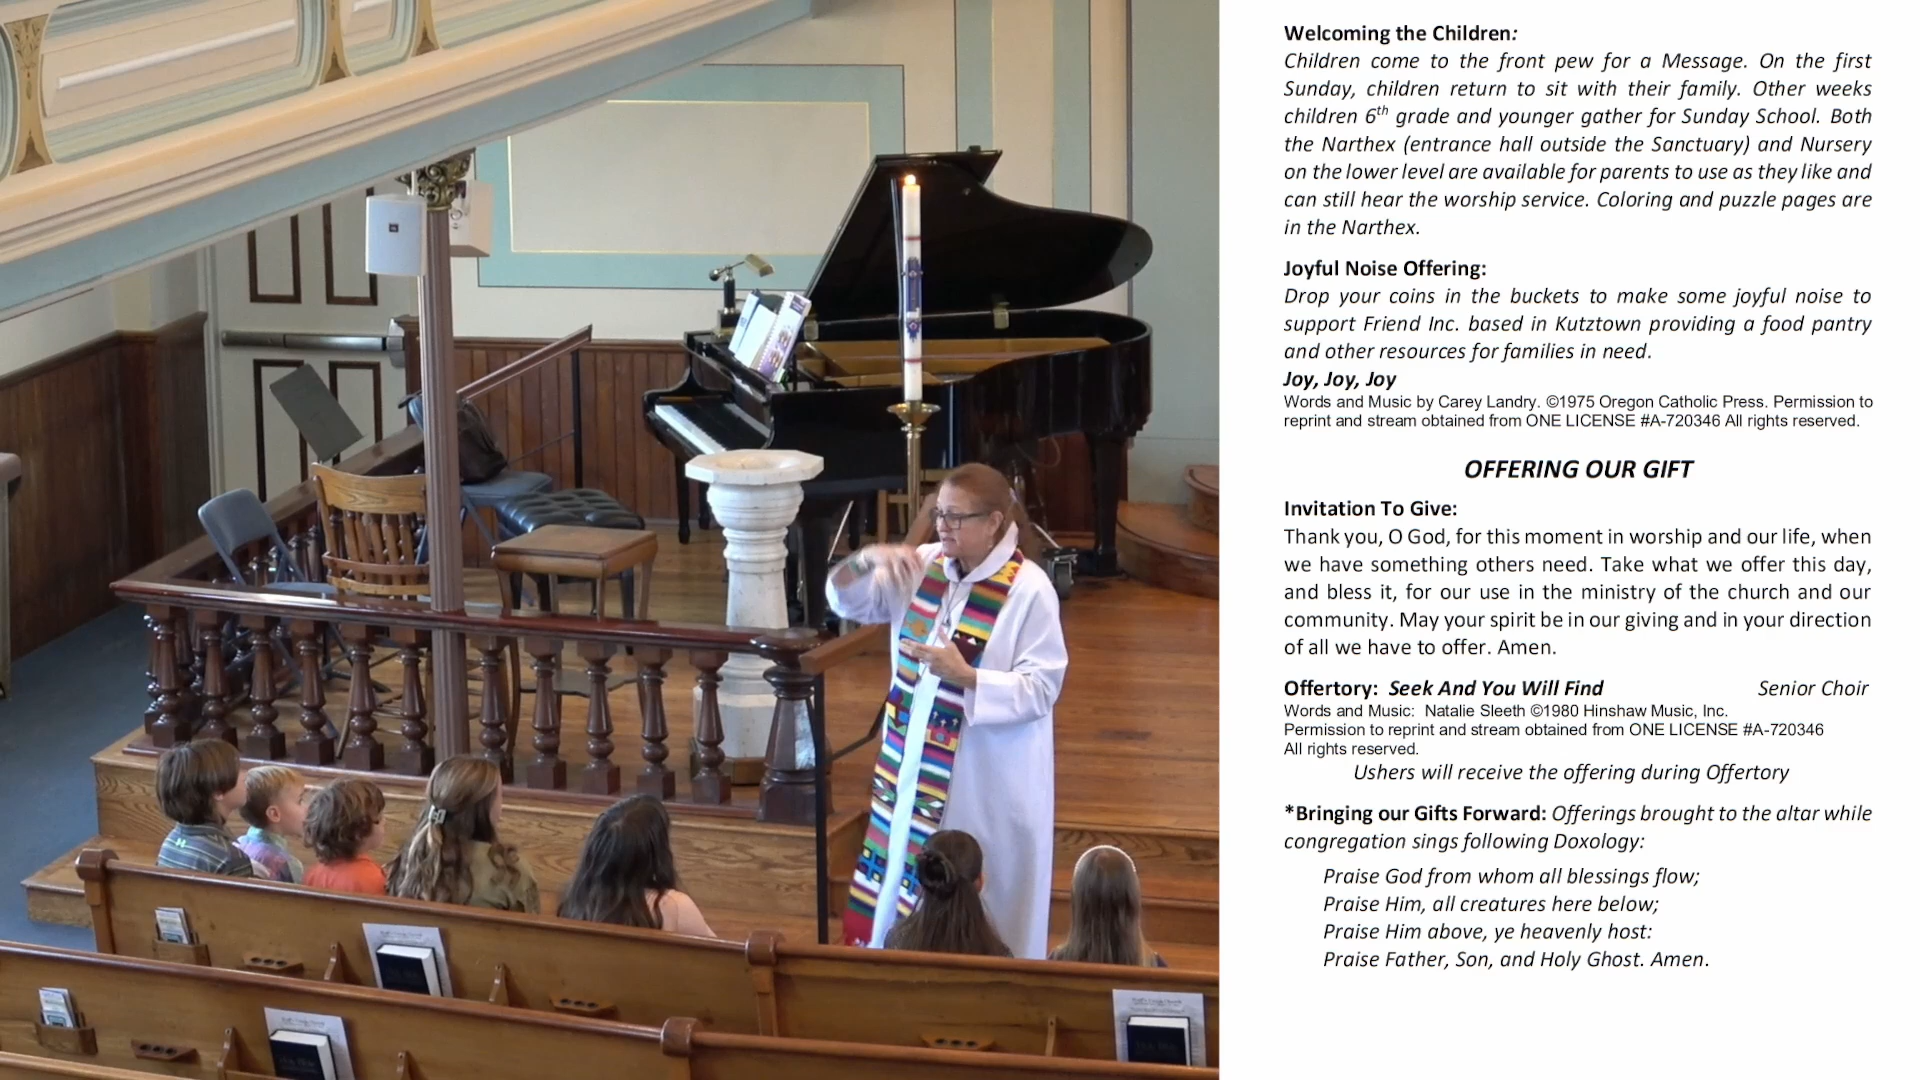 Welcoming the Children:
Children come to the front pew for a Message. On the first
Sunday, children return to sit with their family. Other weeks
children 6th grade and younger gather for Sunday School. Both
the Narthex (entrance hall outside the Sanctuary) and Nursery
on the lower level are available for parents to use as they like and
can still hear the worship service. Coloring and puzzle pages are
in the Narthex.
Joyful Noise Offering:
Drop your coins in the buckets to make some joyful noise to
support Friend Inc. based in Kutztown providing a food pantry
and other resources for families in need.
Joy, Joy, Joy
Words and Music by Carey Landry. ©1975 Oregon Catholic Press. Permission to
reprint and stream obtained from ONE LICENSE #A-720346 All rights reserved.
OFFERING OUR GIFT
Invitation To Give:
Thank you, O God, for this moment in worship and our life, when
we have something others need. Take what we offer this day,
and bless it, for our use in the ministry of the church and our
community. May your spirit be in our giving and in your direction
of all we have to offer. Amen.
Offertory: Seek And You Will Find Senior Choir
Words and Music: Natalie Sleeth ©1980 Hinshaw Music, Inc.
Permission to reprint and stream obtained from ONE LICENSE #A-720346
All rights reserved.
Ushers will receive the offering during Offertory
*Bringing our Gifts Forward: Offerings brought to the altar while
congregation sings following Doxology:
Praise God from whom all blessings flow;
Praise Him, all creatures here below;
Praise Him above, ye heavenly host:
Praise Father, Son, and Holy Ghost. Amen.